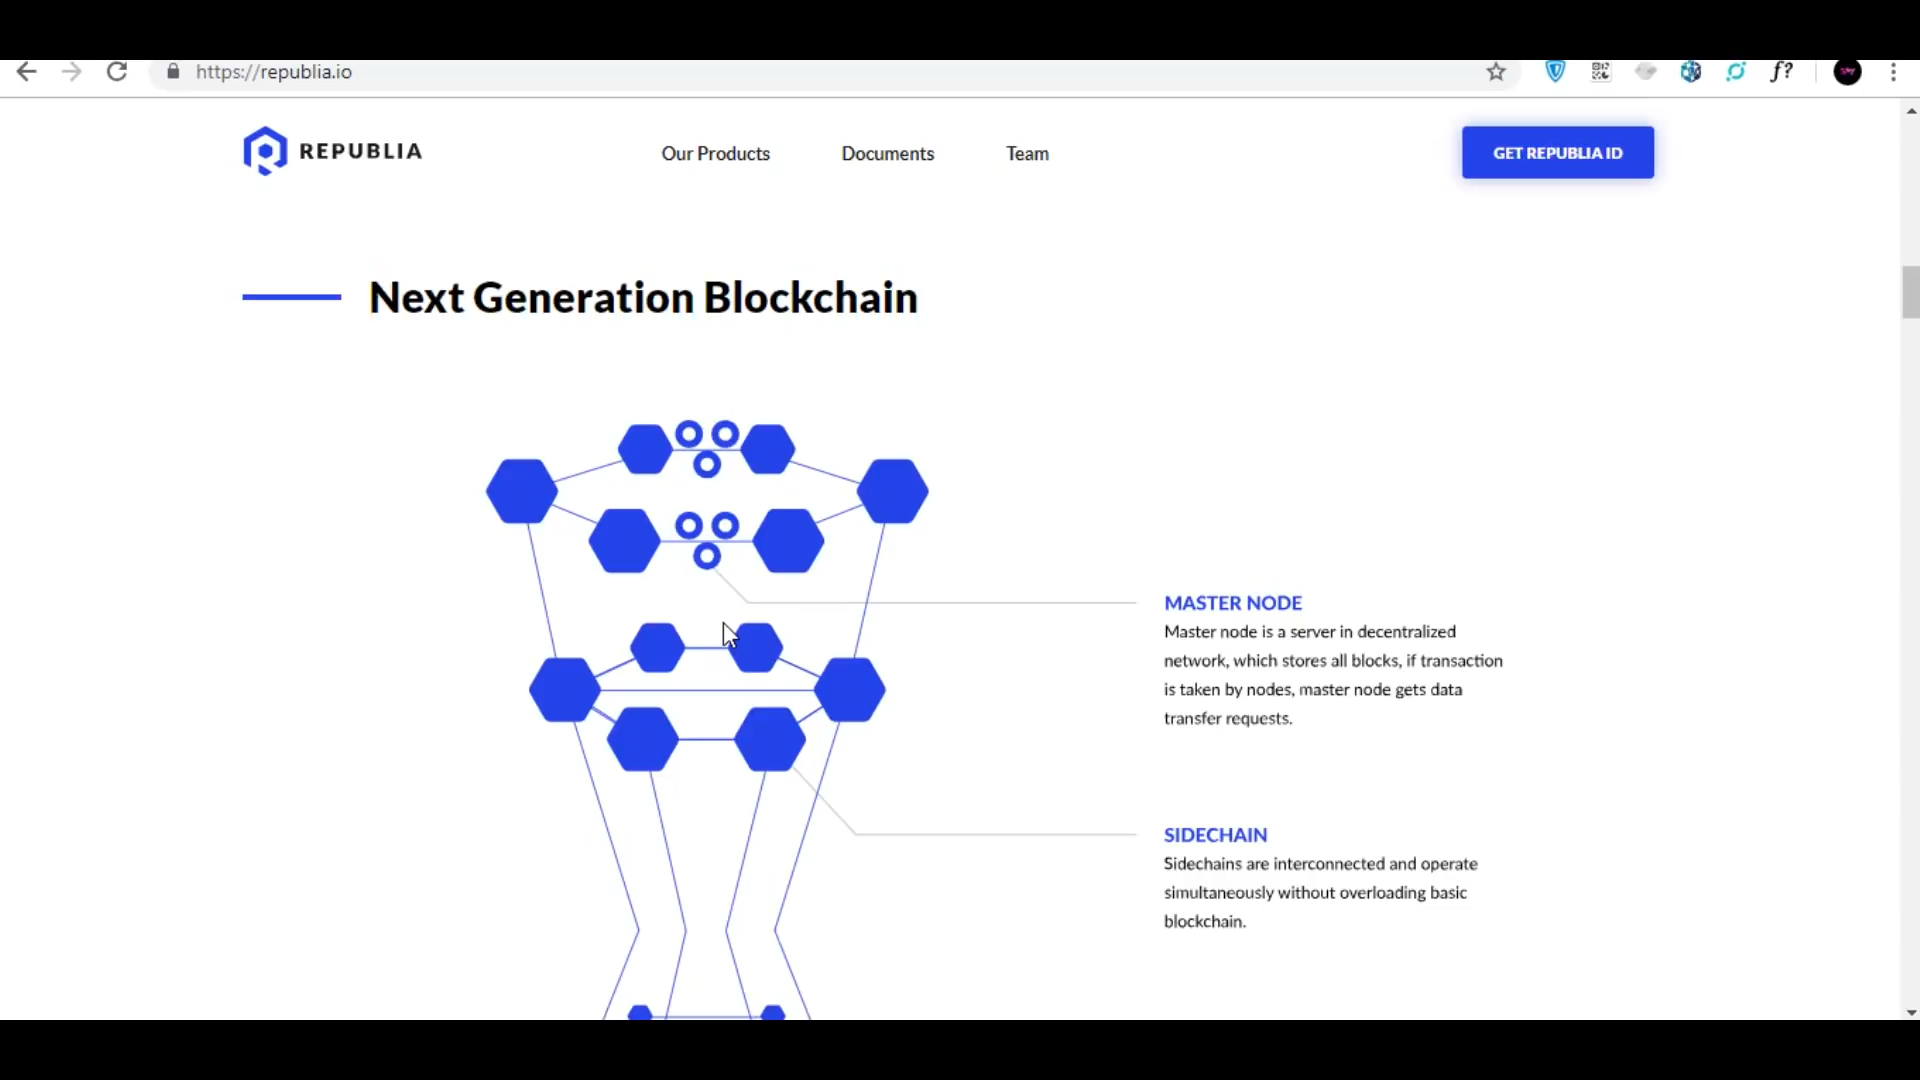 https://republia.io
f?
REPUBLIA
Our Products
Documents
Team
GET REPUBLIA ID
Next Generation Blockchain
MASTER NODE
Master node is a server in decentralized
network, which stores all blocks, if transaction
is taken by nodes, master node gets data
transfer requests.
SIDECHAIN
Sidechains are interconnected and operate
simultaneously without overloading basic
blockchain.